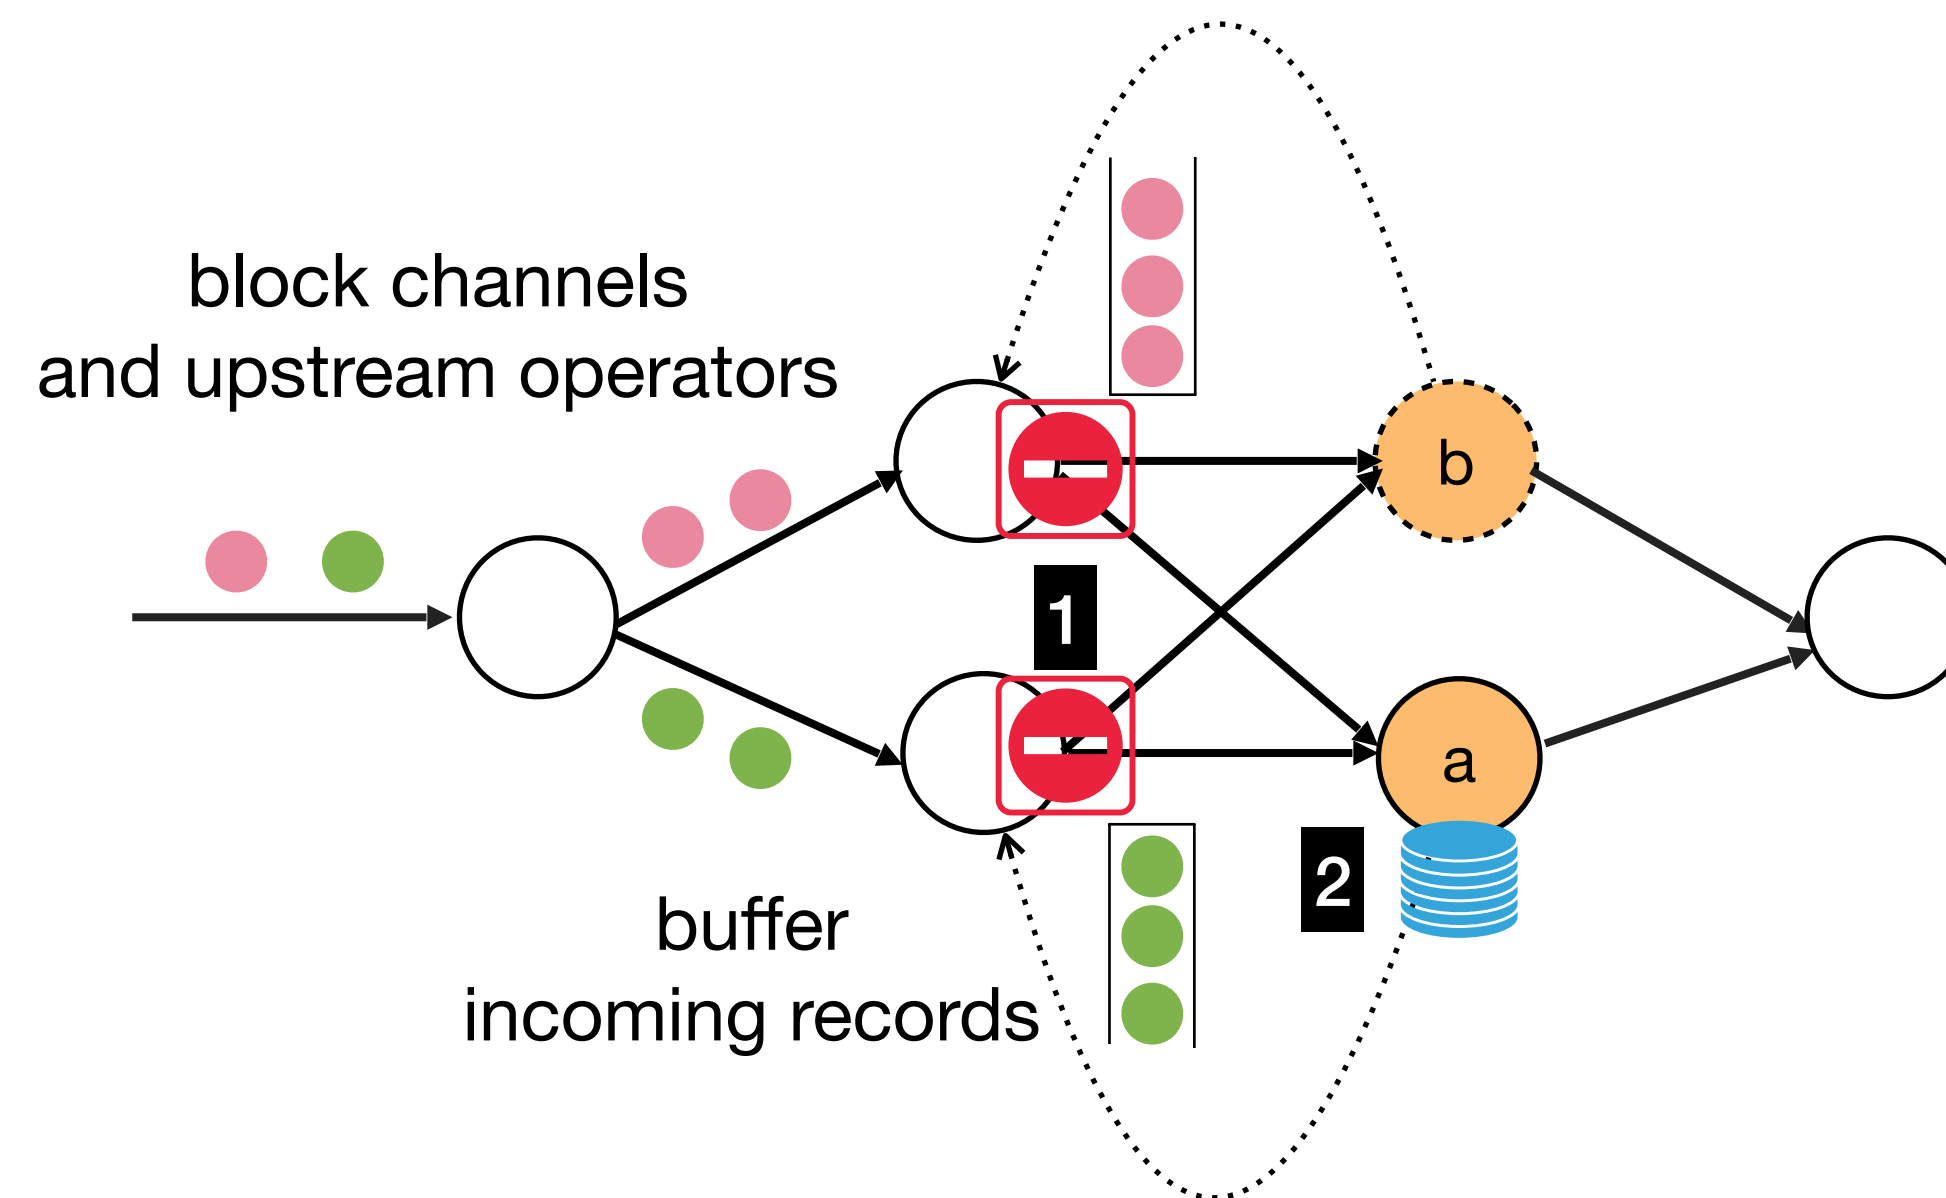 block channels
and upstream operators
b
1
a
2
buffer
incoming records